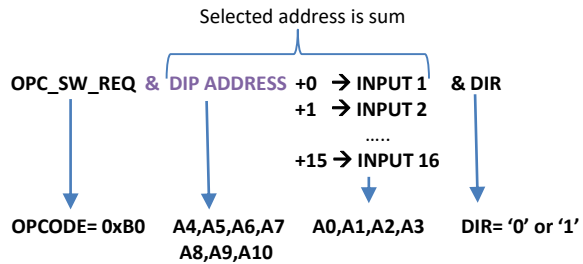 Selected address is sum
OPC_SW_REQ & DIP ADDRESS +0 → INPUT 1 & DIR
+1 → INPUT 2
.....
+15 → INPUT 16
OPCODE= 0xB0 A4,A5,A6,A7 A0,A1,A2,A3 DIR= ‘0’ or ‘1’
A8,A9,A10